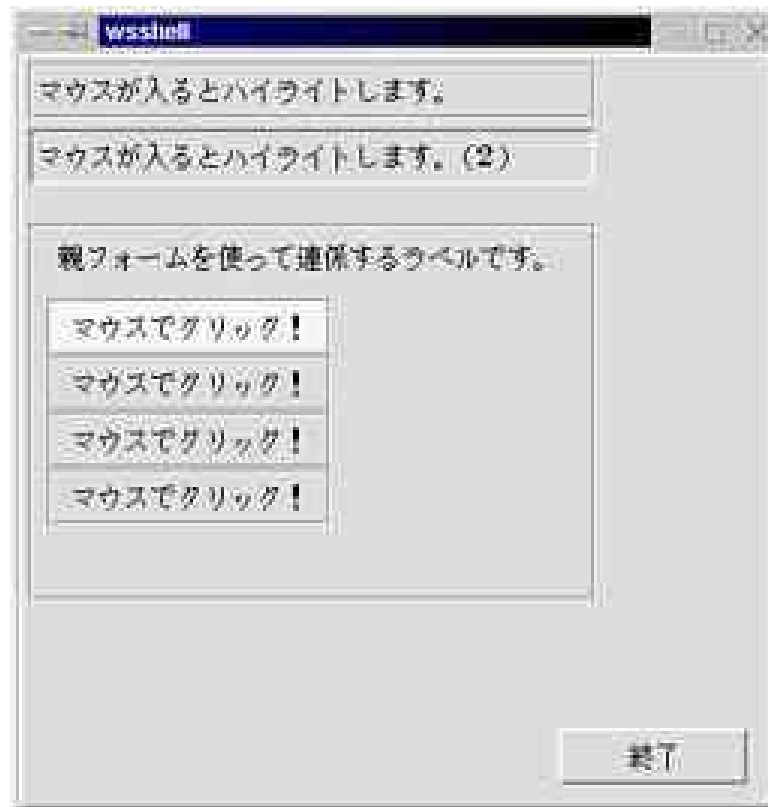 wsshell
マウスが入るとハイライトします。
マウスが入るとハイライトします。(2)
親フォームを使って連係するラベルです。
マウスでクリック!
マウスでクリック!
マウスでクリック!
マウスでクリック!
終了